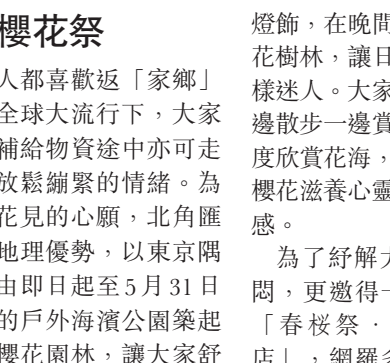 櫻花祭
人都喜歡返「家鄉」
全球大流行下，大家
補給物資途中亦可走
放鬆繃緊的情緒。為
花見的心願，北角匯
地理優勢，以東京隅
由即日起至5月31日
的戶外海濱公園築起
櫻花園林，讓大家舒
燈飾，在晚間
花樹林，讓日
樣迷人。大家
邊散步一邊賞
度欣賞花海，
櫻花滋養心靈
感。
為了紓解大
悶，更邀得一
「春桜祭．
店」，網羅多